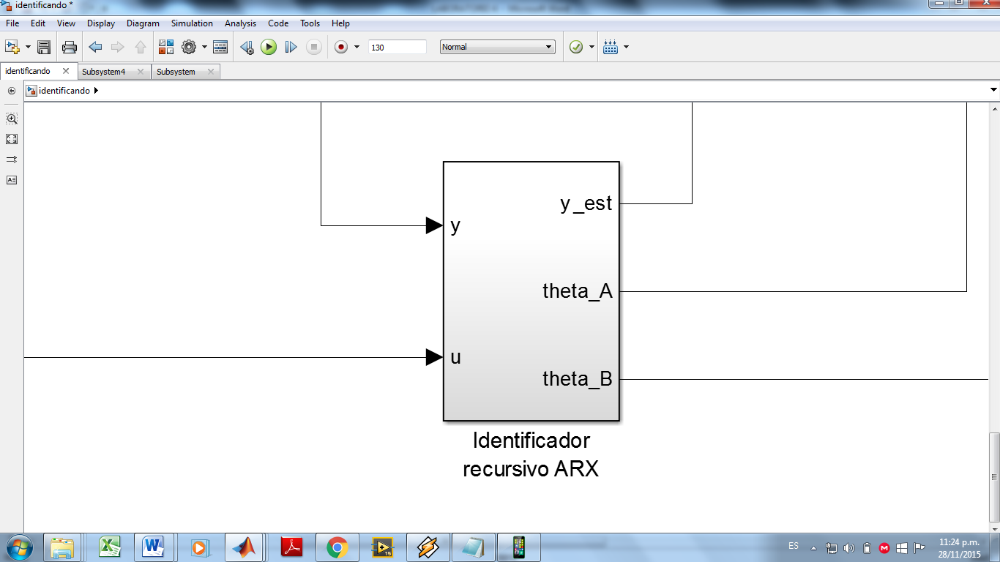 identificando *
File Edit View Display Diagram Simulation Analysis Code Tools Help
130
Normal
identificando
Subsystem4
Subsystem
identificando
y
u
y_est
theta_A
theta_B
Identificador
recursivo ARX
ES
11:24 p.m.
28/11/2015